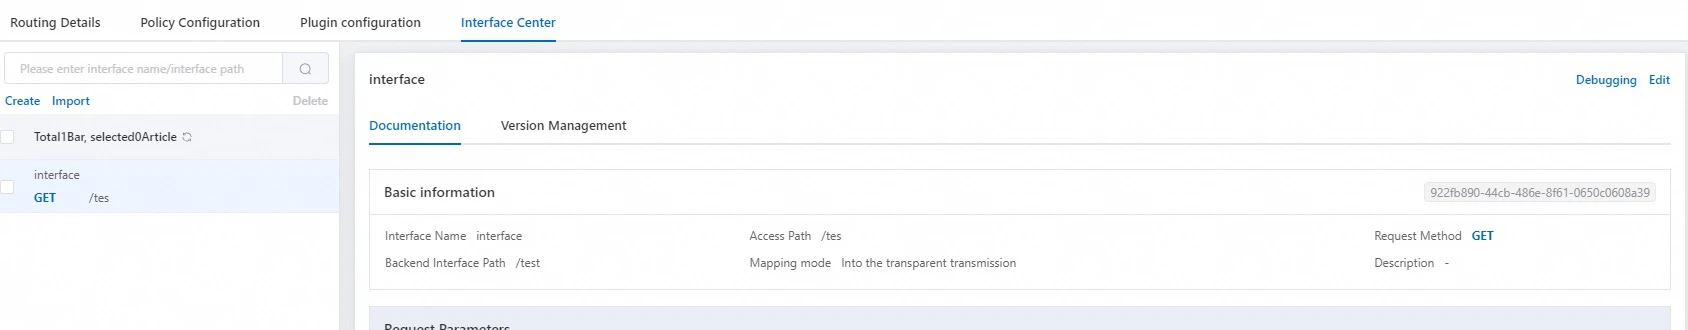 Routing Details Policy Configuration Plugin configuration Interface Center
Please enter interface name/interface path
Create Import Delete
Total1Bar, selected0Article
interface
GET /tes
interface Debugging Edit
Documentation Version Management
Basic information 922fb890-44cb-486e-8f61-0650c0608a39
Interface Name interface Access Path /tes Request Method GET
Backend Interface Path /test Mapping mode Into the transparent transmission Description -
Request Parameters